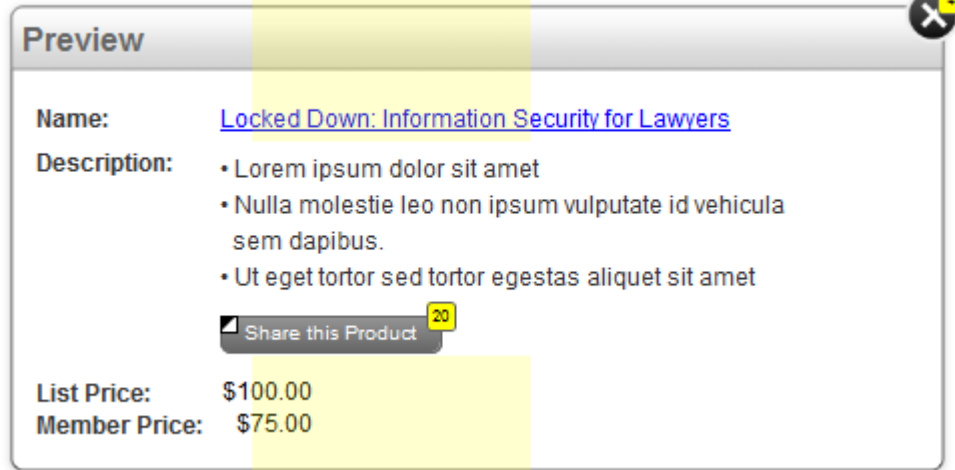 Preview
Name: Locked Down: Information Security for Lawyers
Description: • Lorem ipsum dolor sit amet
• Nulla molestie leo non ipsum vulputate id vehicula
sem dapibus.
• Ut eget tortor sed tortor egestas aliquet sit amet
Share this Product 20
List Price: $100.00
Member Price: $75.00